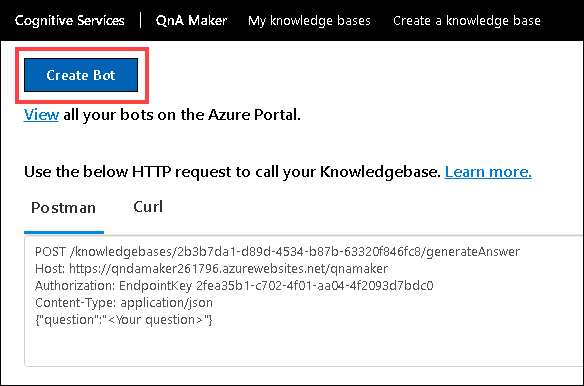 Cognitive Services | QnA Maker My knowledge bases Create a knowledge base
Create Bot
View all your bots on the Azure Portal.
Use the below HTTP request to call your Knowledgebase. Learn more.
Postman Curl
POST /knowledgebases/2b3b7da1-d89d-4534-b87b-63320f846fc8/generateAnswer
Host: https://qndamaker261796.azurewebsites.net/qnamaker
Authorization: EndpointKey 2fea35b1-c702-4f01-aa04-4f2093d7bdc0
Content-Type: application/json
{"question":"<Your question>"}